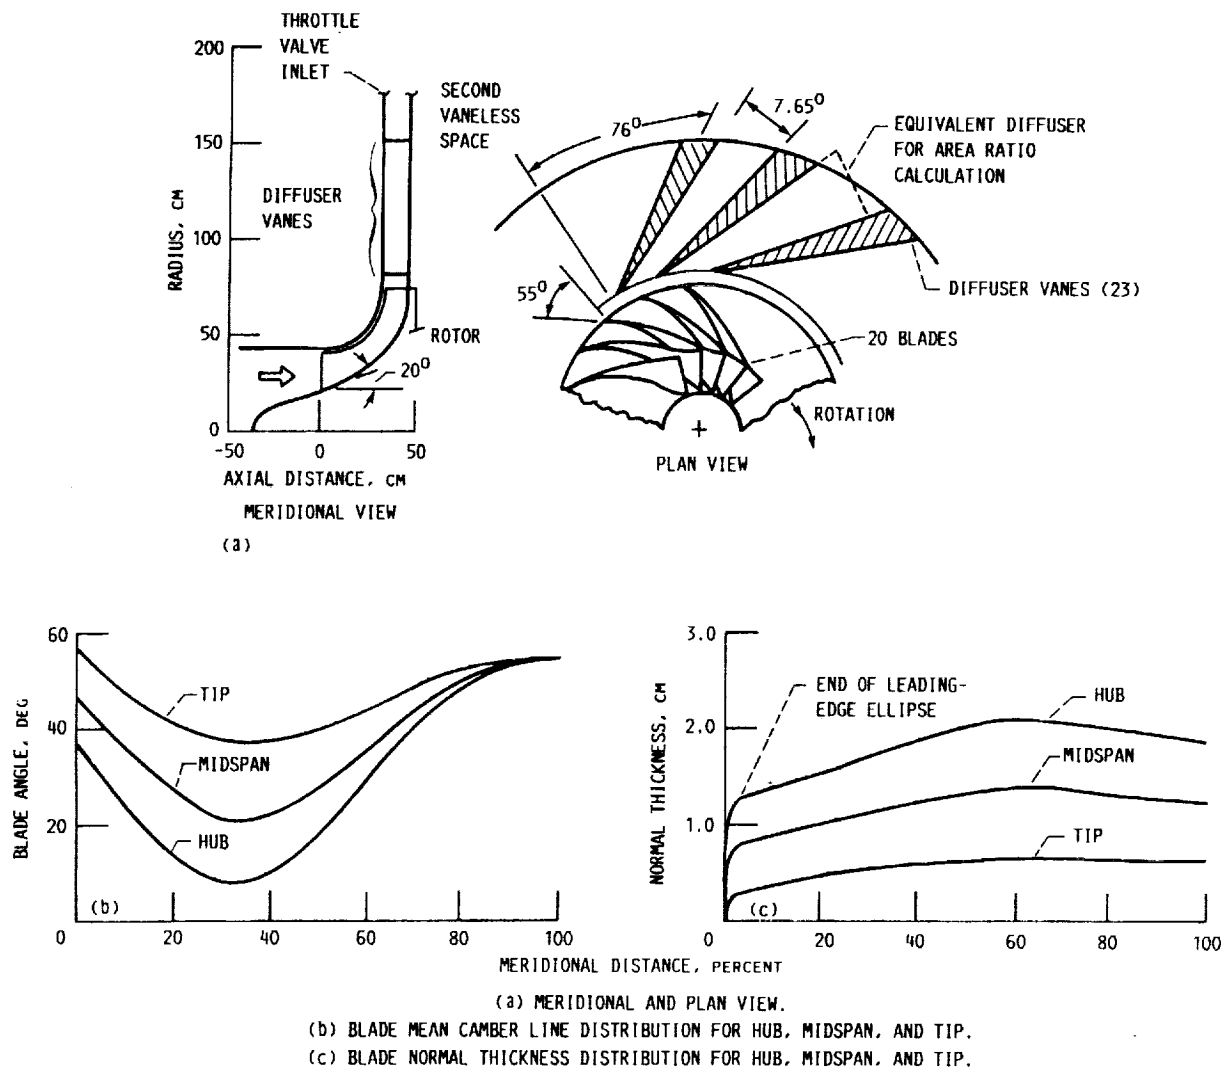 THROTTLE
VALVE
INLET
200
150
100
50
0
RADIUS, CM
SECOND
VANELESS
SPACE
DIFFUSER
VANES
ROTOR
20°
-50
0
50
AXIAL DISTANCE, CM
MERIDIONAL VIEW
(a)
76°
7.65°
55°
EQUIVALENT DIFFUSER
FOR AREA RATIO
CALCULATION
DIFFUSER VANES (23)
20 BLADES
ROTATION
+
PLAN VIEW
60
40
20
0
BLADE ANGLE, DEG
TIP
MIDSPAN
HUB
(b)
20
40
60
80
100
3.0
2.0
1.0
0
NORMAL THICKNESS, CM
END OF LEADING-
EDGE ELLIPSE
HUB
MIDSPAN
TIP
(c)
20
40
60
80
100
MERIDIONAL DISTANCE, PERCENT
(a) MERIDIONAL AND PLAN VIEW.
(b) BLADE MEAN CAMBER LINE DISTRIBUTION FOR HUB, MIDSPAN, AND TIP.
(c) BLADE NORMAL THICKNESS DISTRIBUTION FOR HUB, MIDSPAN, AND TIP.